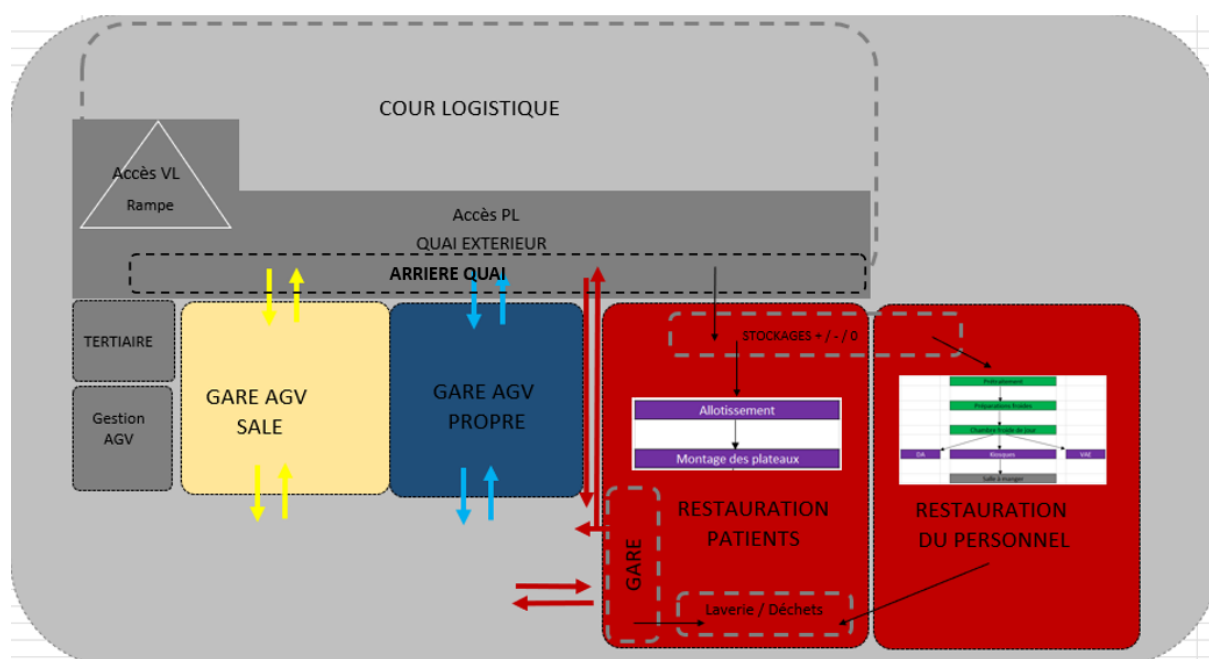 COUR LOGISTIQUE
Accès VL
Rampe
Accès PL
QUAI EXTERIEUR
ARRIERE QUAI
TERTIAIRE
Gestion
AGV
GARE AGV
SALE
GARE AGV
PROPRE
STOCKAGES + / - / 0
Allotissement
Montage des plateaux
RESTAURATION
PATIENTS
GARE
Laverie / Déchets
Prétraitement
Préparations froides
Chambre froide de jour
DA
Kiosques
VAE
Salle à manger
RESTAURATION
DU PERSONNEL